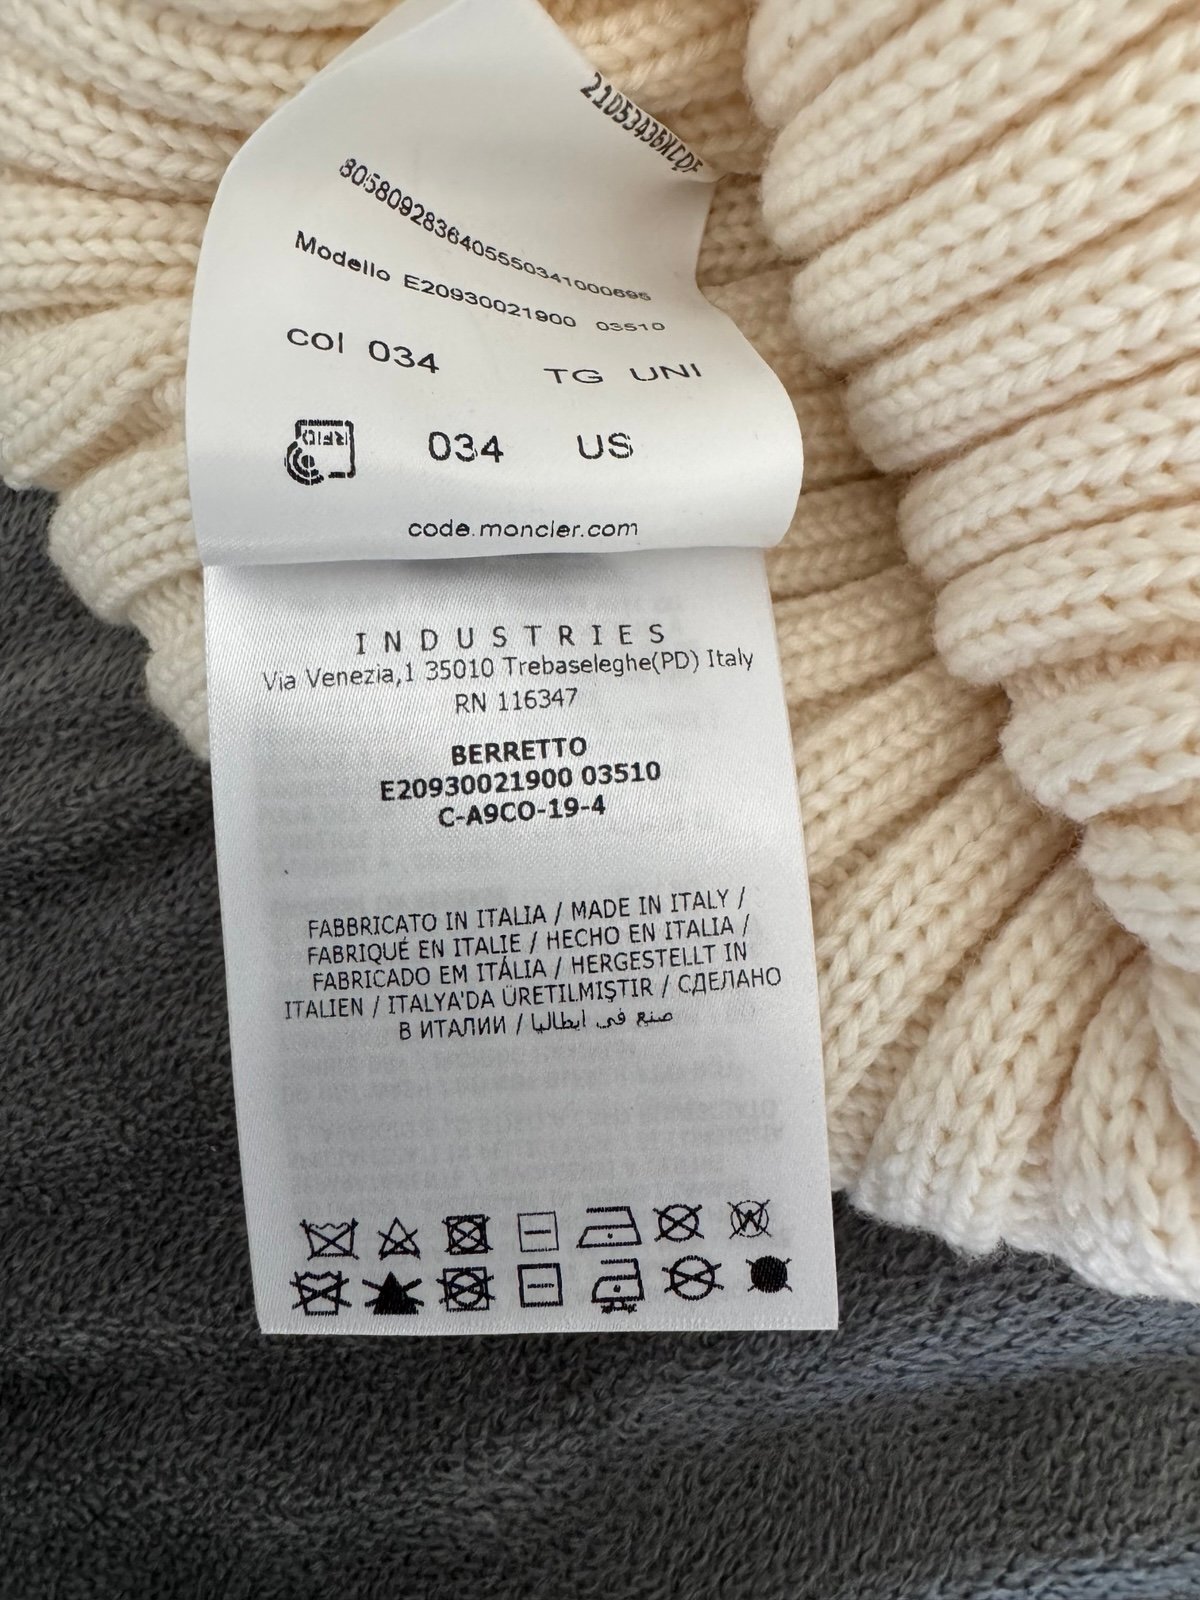 21D53436XCDF
8058092836405550341000695
Modello E20930021900 03510
col 034 TG UNI
RFID
034 US
code.moncler.com
INDUSTRIES
Via Venezia,1 35010 Trebaseleghe(PD) Italy
RN 116347
BERRETTO
E20930021900 03510
C-A9CO-19-4
FABBRICATO IN ITALIA / MADE IN ITALY /
FABRIQUÉ EN ITALIE / HECHO EN ITALIA /
FABRICADO EM ITÁLIA / HERGESTELLT IN
ITALIEN / ITALYA'DA ÜRETILMIŞTIR / СДЕЛАНО
В ИТАЛИИ / صنع في ايطاليا
W